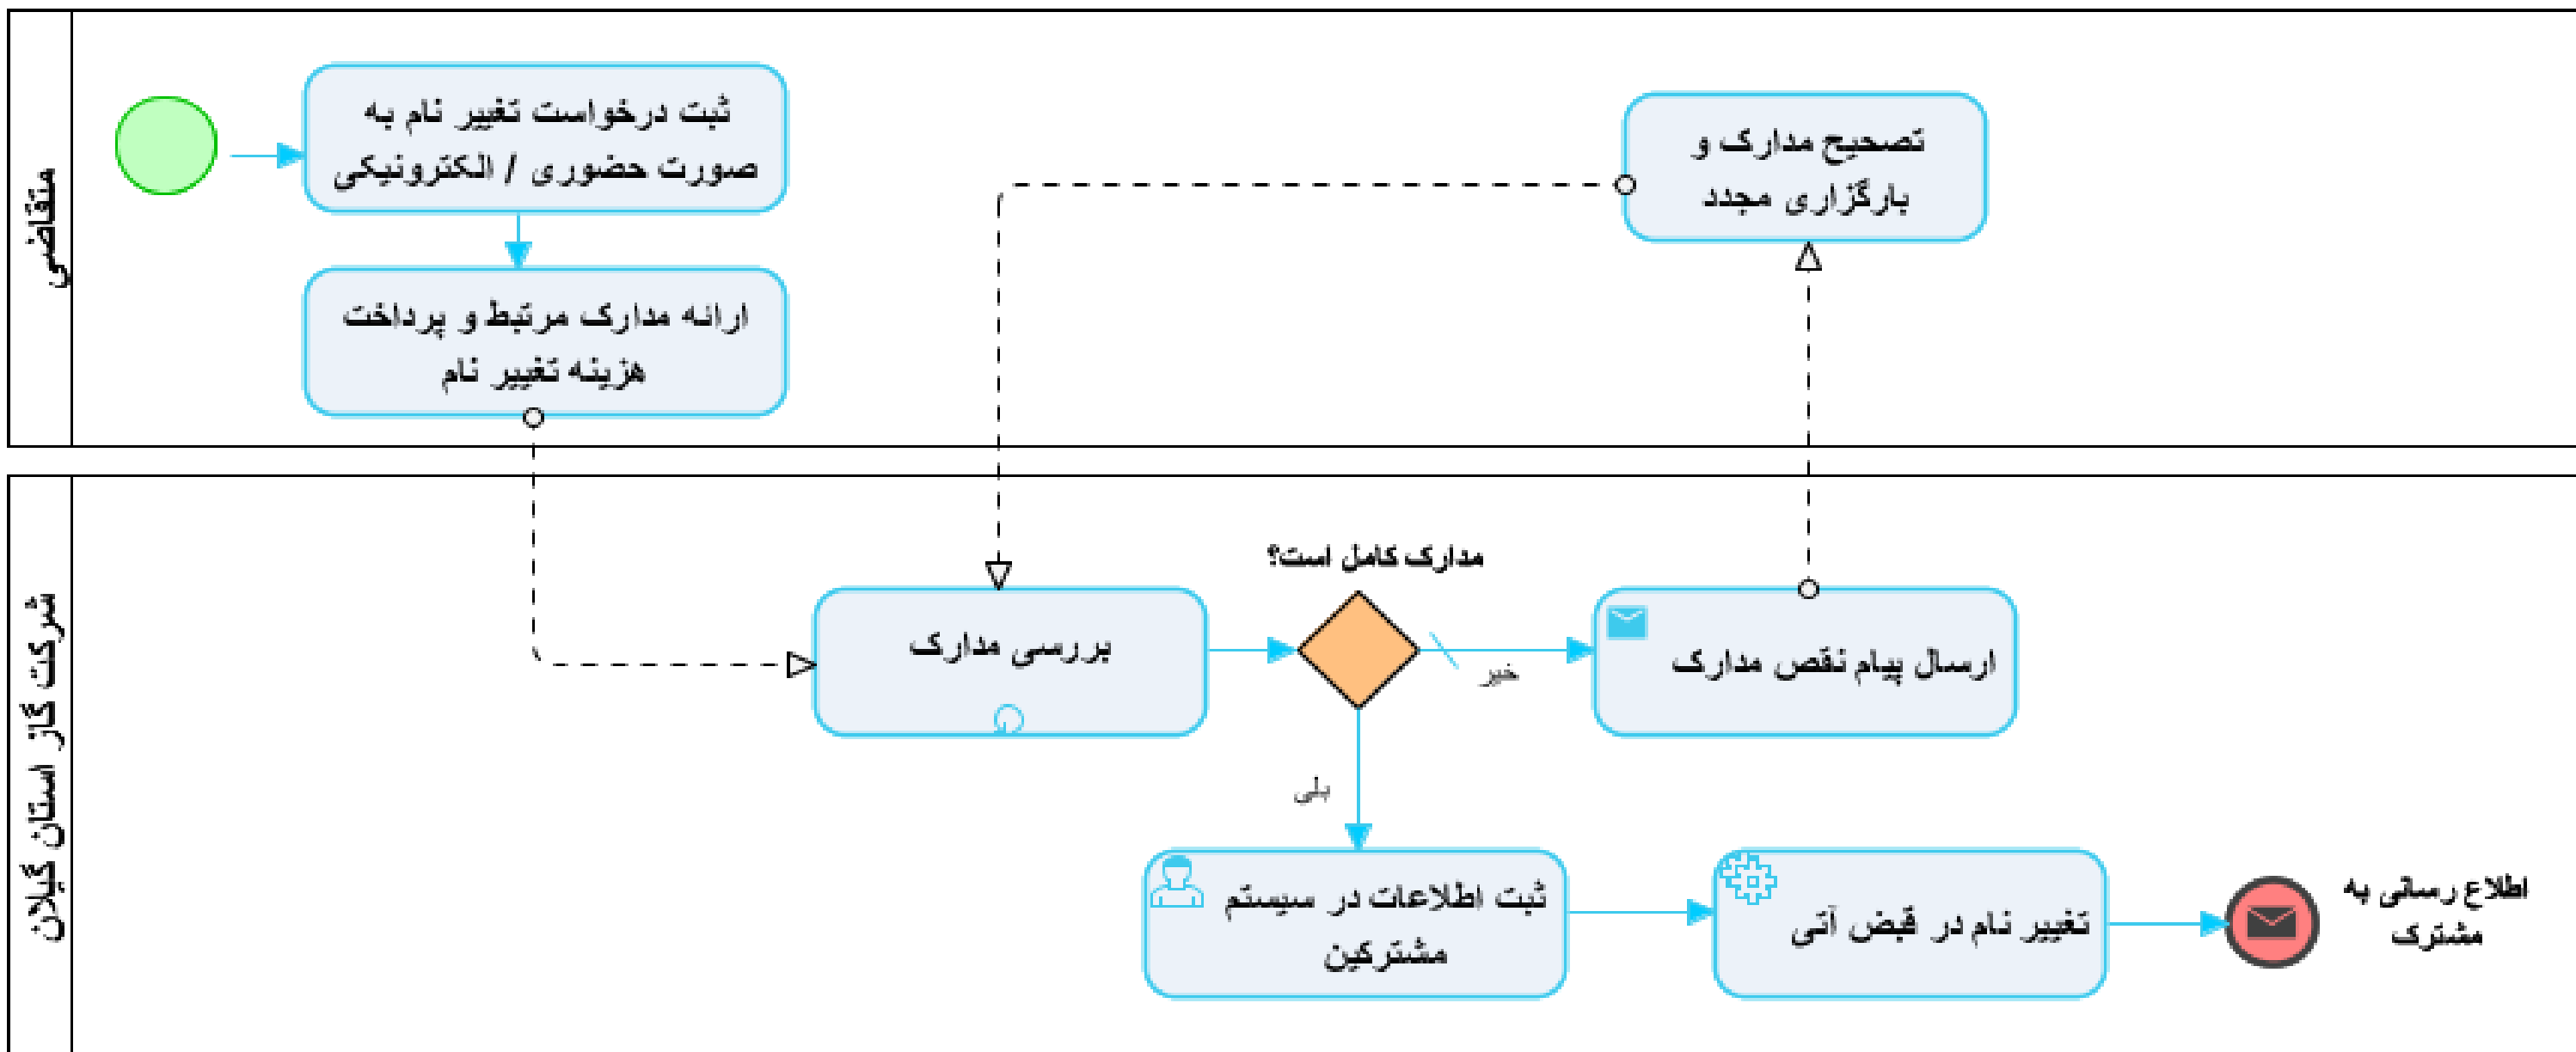 متقاضی
ثبت درخواست تغییر نام به
صورت حضوری / الکترونیکی
ارائه مدارک مرتبط و پرداخت
هزینه تغییر نام
تصحیح مدارک و
بارگزاری مجدد
شرکت گاز استان گیلان
بررسی مدارک
مدارک کامل است؟
خیر
ارسال پیام نقص مدارک
بلی
ثبت اطلاعات در سیستم
مشترکین
تغییر نام در قبض آتی
اطلاع رسانی به
مشترک